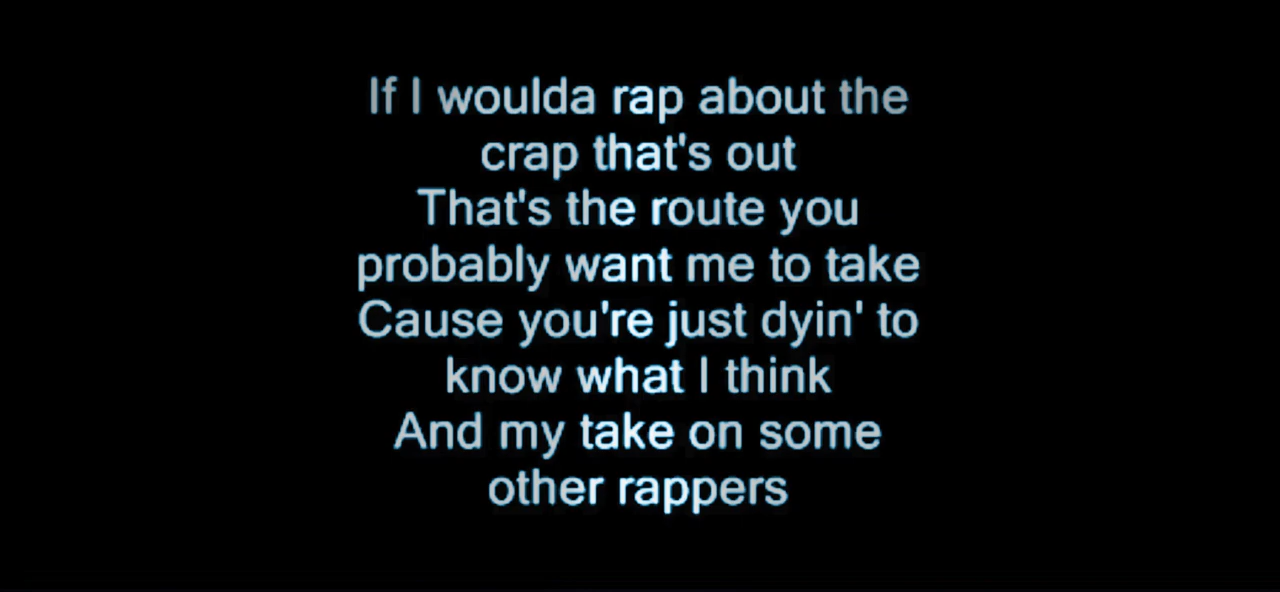 If I woulda rap about the
crap that's out
That's the route you
probably want me to take
Cause you're just dyin' to
know what I think
And my take on some
other rappers